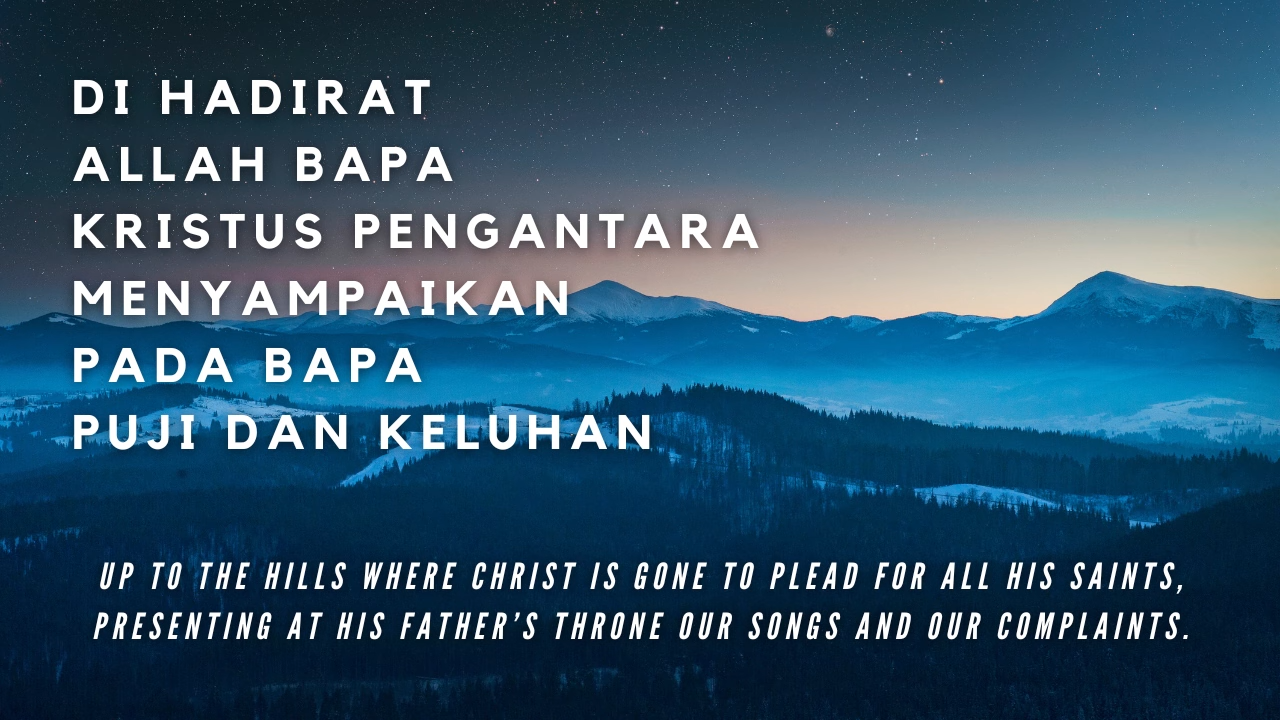 DI HADIRAT
ALLAH BAPA
KRISTUS PENGANTARA
MENYAMPAIKAN
PADA BAPA
PUJI DAN KELUHAN
UP TO THE HILLS WHERE CHRIST IS GONE TO PLEAD FOR ALL HIS SAINTS,
PRESENTING AT HIS FATHER'S THRONE OUR SONGS AND OUR COMPLAINTS.